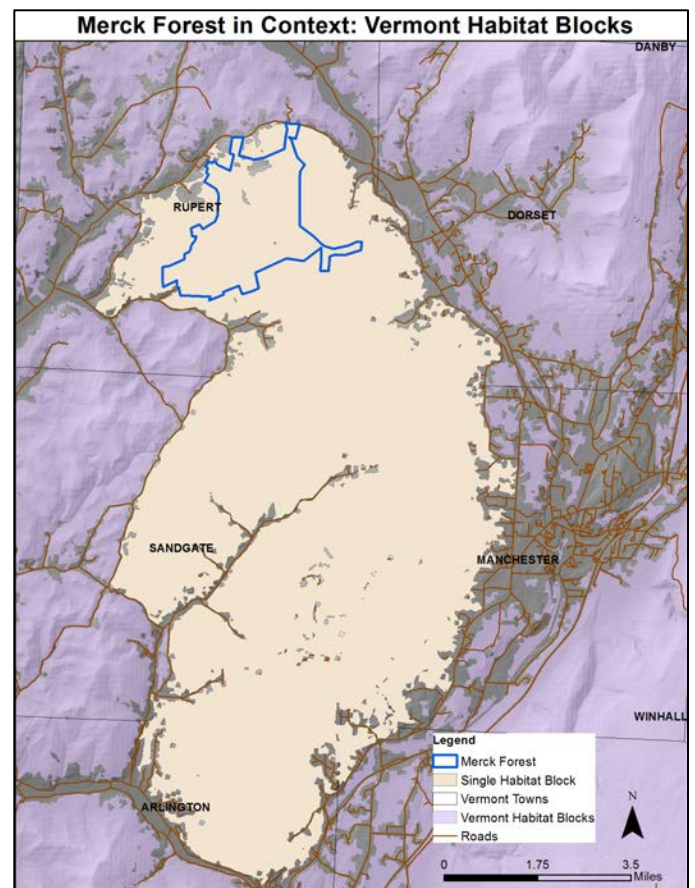 Merck Forest in Context: Vermont Habitat Blocks
DANBY
RUPERT
DORSET
SANDGATE
MANCHESTER
WINHALL
ARLINGTON
Legend
Merck Forest
Single Habitat Block
Vermont Towns
Vermont Habitat Blocks
Roads
N
0 1.75 3.5
Miles